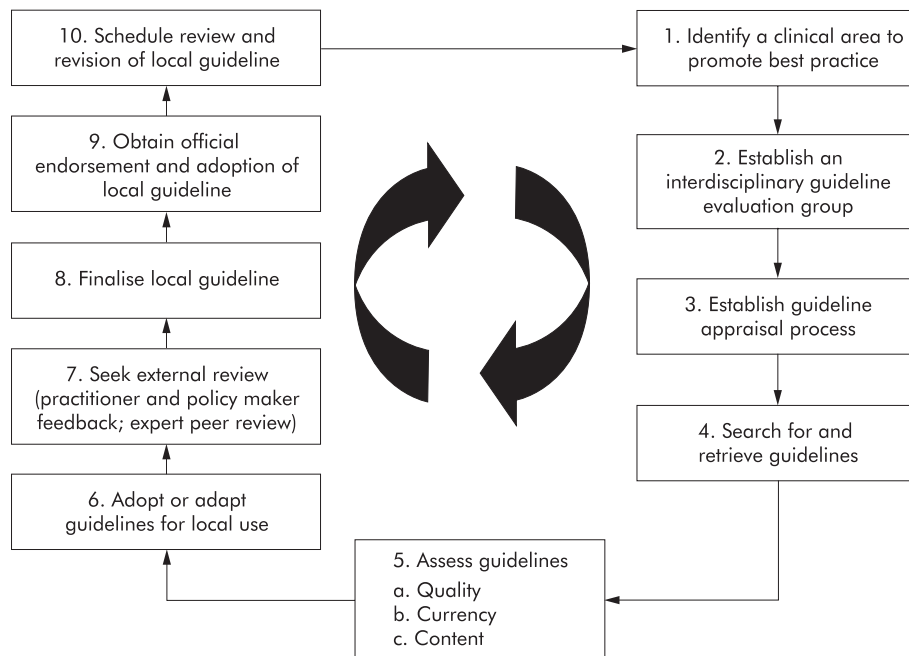 10. Schedule review and
revision of local guideline
1. Identify a clinical area to
promote best practice
9. Obtain official
endorsement and adoption of
local guideline
2. Establish an
interdisciplinary guideline
evaluation group
8. Finalise local guideline
3. Establish guideline
appraisal process
7. Seek external review
(practitioner and policy maker
feedback; expert peer review)
4. Search for and
retrieve guidelines
6. Adopt or adapt
guidelines for local use
5. Assess guidelines
a. Quality
b. Currency
c. Content